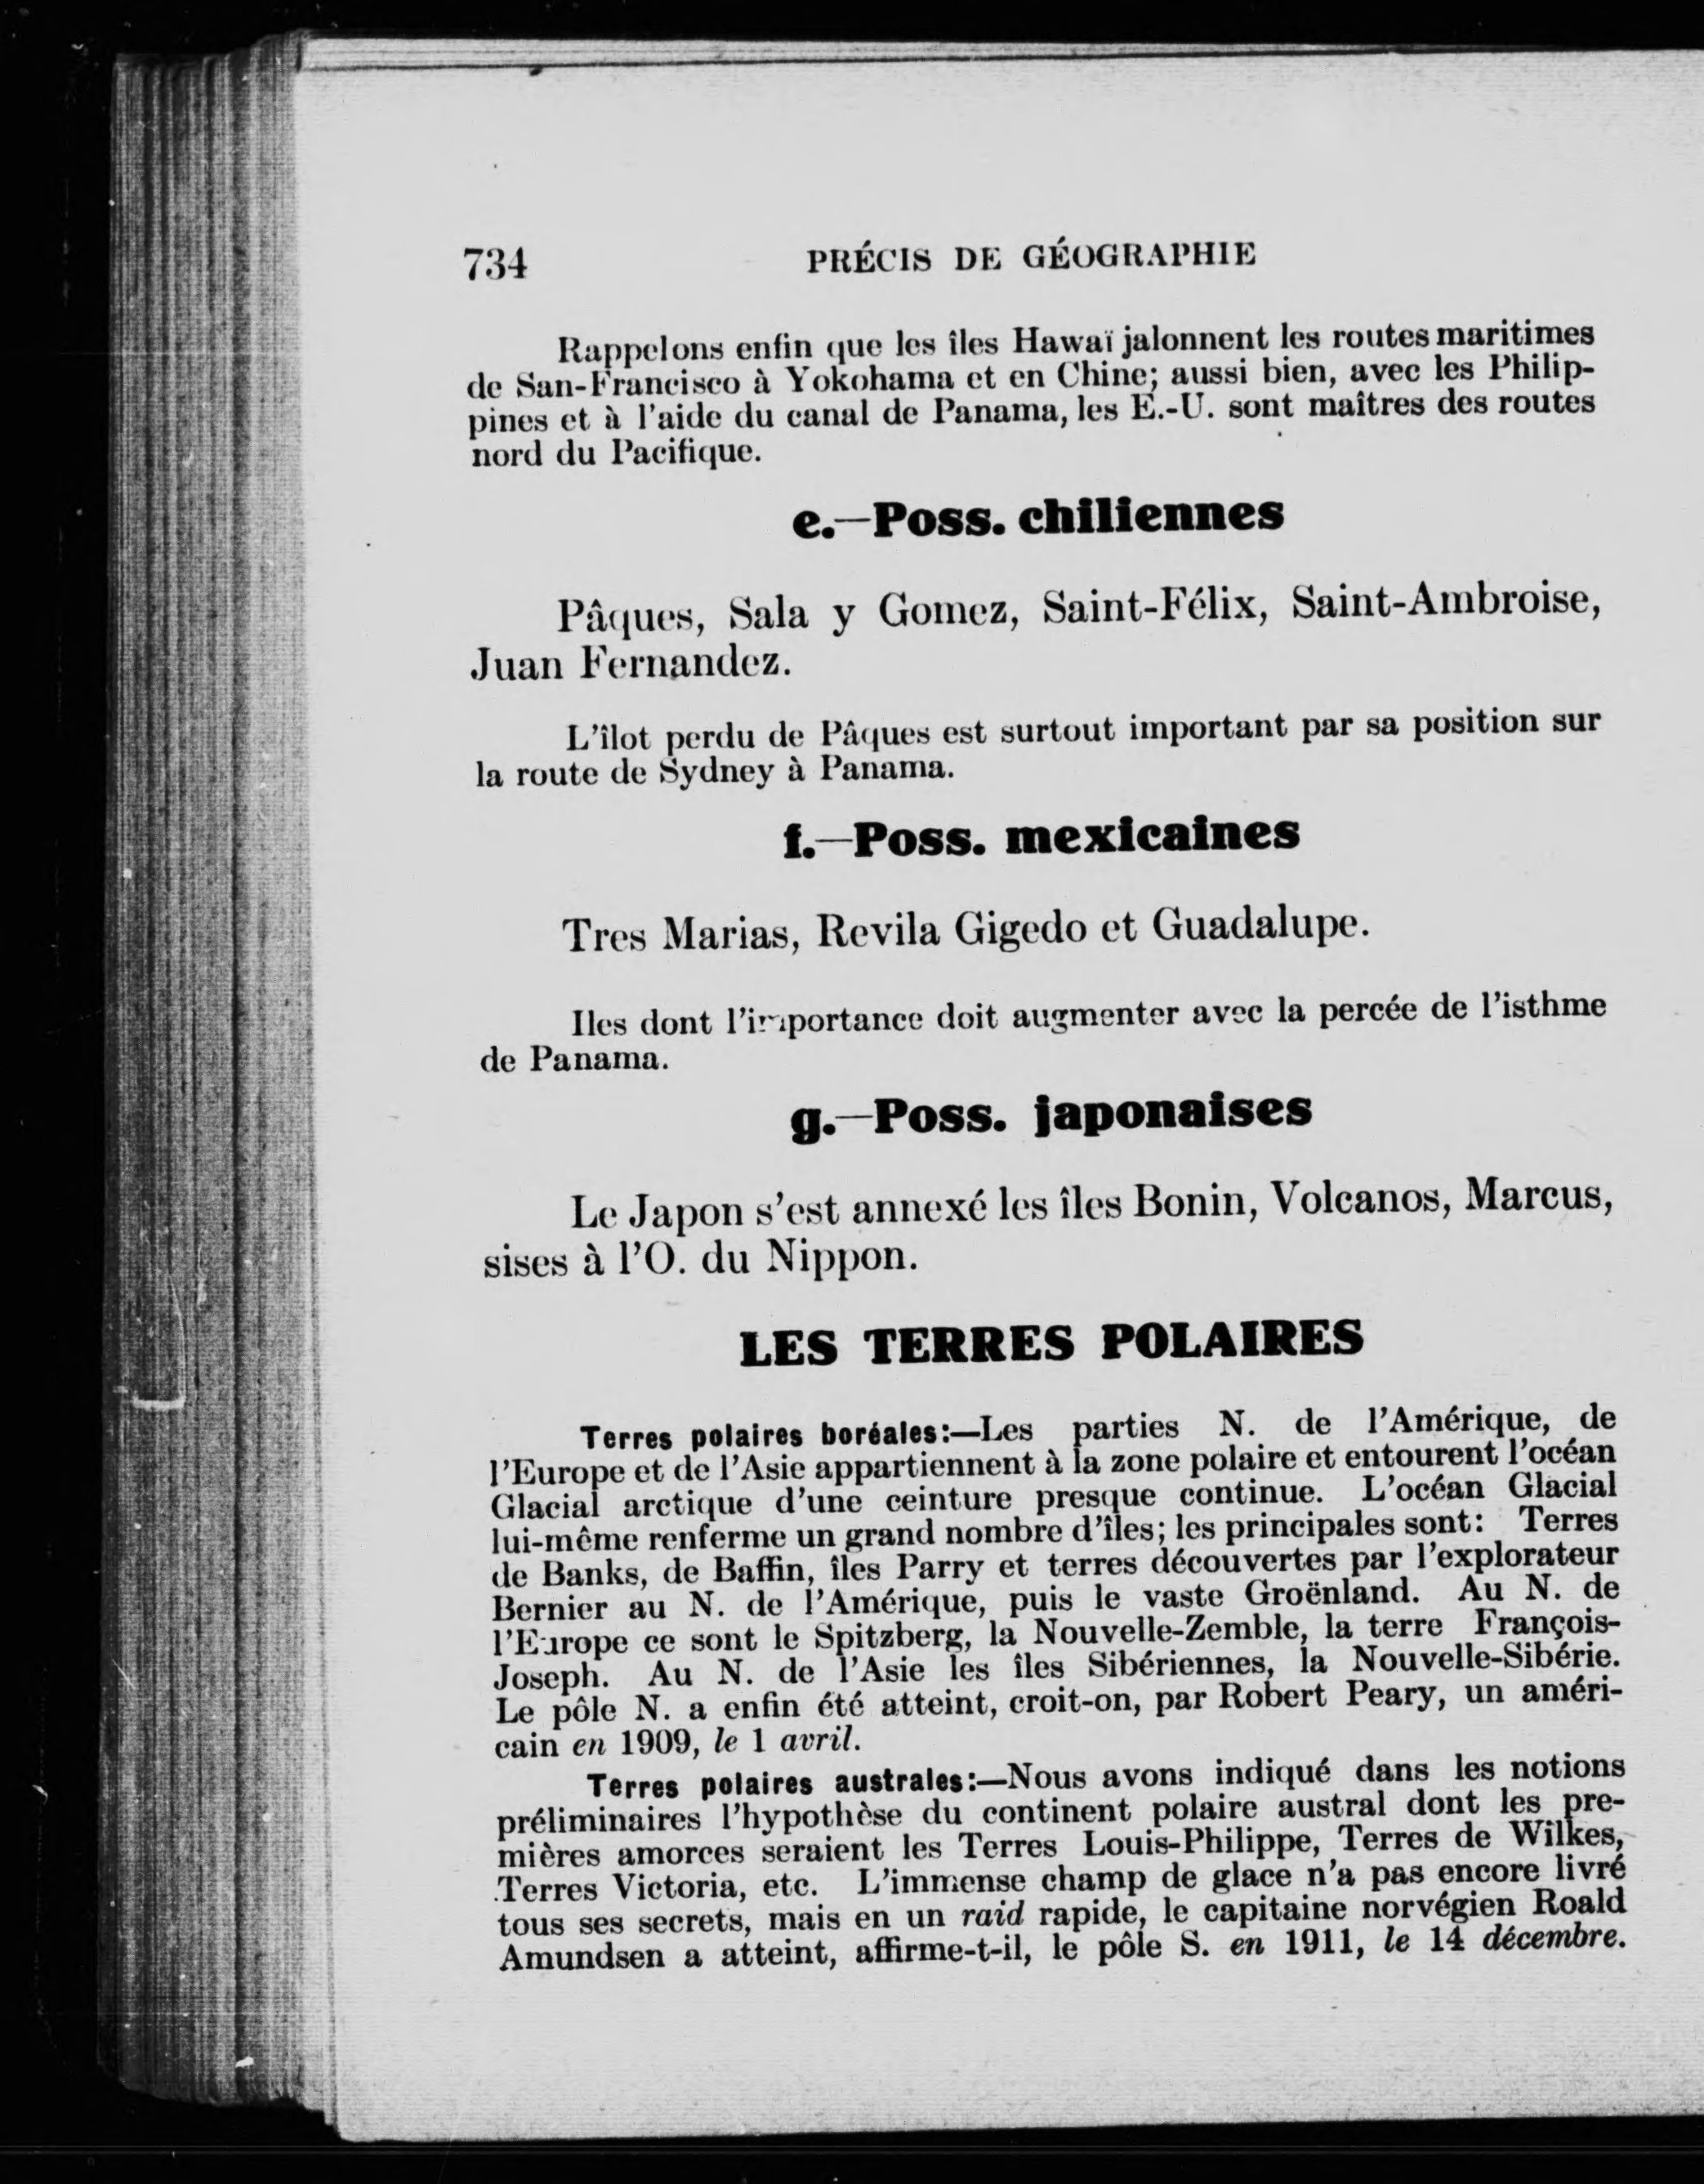 734 PRÉCIS DE GÉOGRAPHIE
Rappelons enfin que les îles Hawaï jalonnent les routes maritimes
de San-Francisco à Yokohama et en Chine; aussi bien, avec les Philip-
pines et à l'aide du canal de Panama, les E.-U. sont maîtres des routes
nord du Pacifique.
e.—Poss. chiliennes
Pâques, Sala y Gomez, Saint-Félix, Saint-Ambroise,
Juan Fernandez.
L'îlot perdu de Pâques est surtout important par sa position sur
la route de Sydney à Panama.
f.—Poss. mexicaines
Tres Marias, Revila Gigedo et Guadalupe.
Iles dont l'importance doit augmenter avec la percée de l'isthme
de Panama.
g.—Poss. japonaises
Le Japon s'est annexé les îles Bonin, Volcanos, Marcus,
sises à l'O. du Nippon.
LES TERRES POLAIRES
Terres polaires boréales:—Les parties N. de l'Amérique, de
l'Europe et de l'Asie appartiennent à la zone polaire et entourent l'océan
Glacial arctique d'une ceinture presque continue. L'océan Glacial
lui-même renferme un grand nombre d'îles; les principales sont: Terres
de Banks, de Baffin, îles Parry et terres découvertes par l'explorateur
Bernier au N. de l'Amérique, puis le vaste Groënland. Au N. de
l'Europe ce sont le Spitzberg, la Nouvelle-Zemble, la terre François-
Joseph. Au N. de l'Asie les îles Sibériennes, la Nouvelle-Sibérie.
Le pôle N. a enfin été atteint, croit-on, par Robert Peary, un améri-
cain en 1909, le 1 avril.
Terres polaires australes:—Nous avons indiqué dans les notions
préliminaires l'hypothèse du continent polaire austral dont les pre-
mières amorces seraient les Terres Louis-Philippe, Terres de Wilkes,
Terres Victoria, etc. L'immense champ de glace n'a pas encore livré
tous ses secrets, mais en un raid rapide, le capitaine norvégien Roald
Amundsen a atteint, affirme-t-il, le pôle S. en 1911, le 14 décembre.